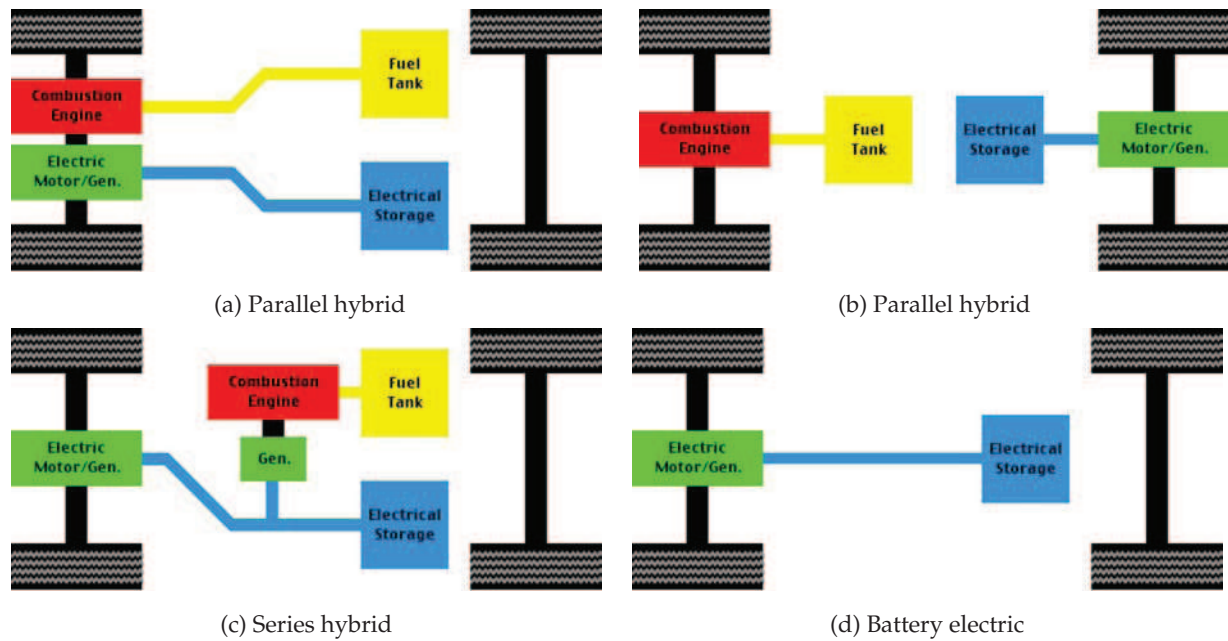 Combustion
Engine
Fuel
Tank
Electric
Motor/Gen.
Electrical
Storage
(a) Parallel hybrid
Combustion
Engine
Fuel
Tank
Electrical
Storage
Electric
Motor/Gen.
(b) Parallel hybrid
Combustion
Engine
Fuel
Tank
Electric
Motor/Gen.
Gen.
Electrical
Storage
(c) Series hybrid
Electric
Motor/Gen.
Electrical
Storage
(d) Battery electric